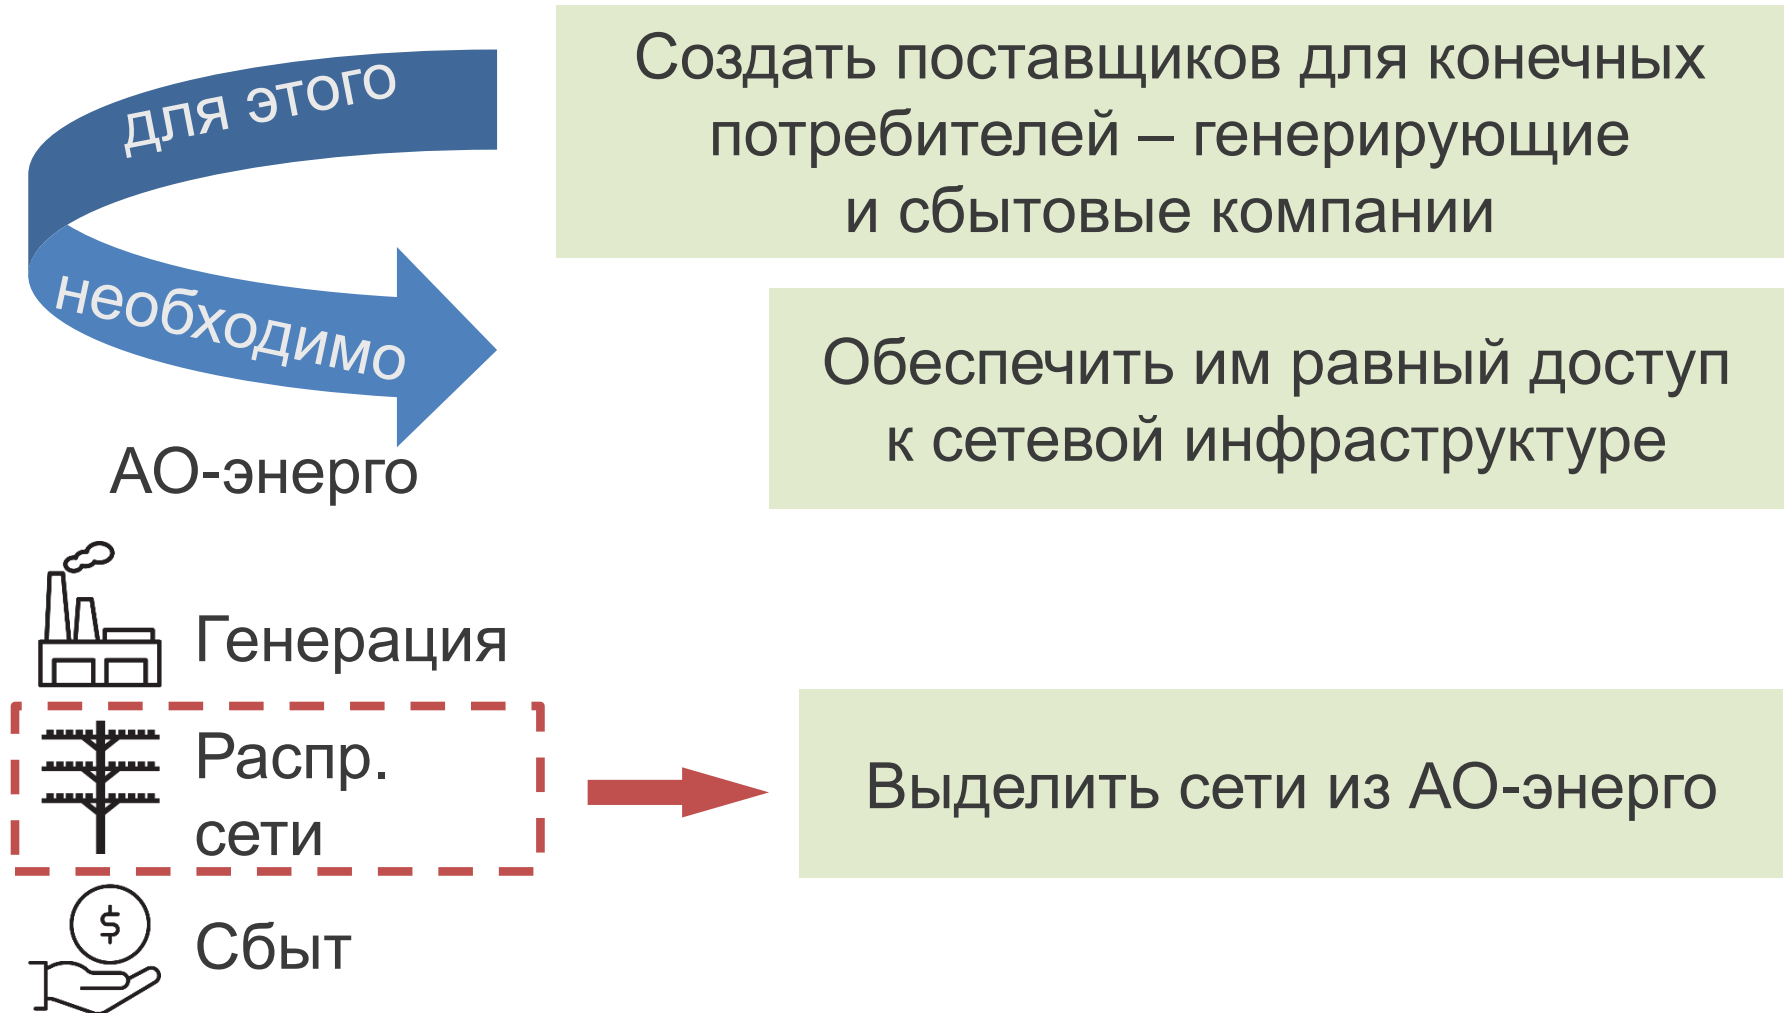 для этого
необходимо
Создать поставщиков для конечных
потребителей – генерирующие
и сбытовые компании
Обеспечить им равный доступ
к сетевой инфраструктуре
АО-энерго
Генерация
Распр.
сети
Выделить сети из АО-энерго
$
Сбыт